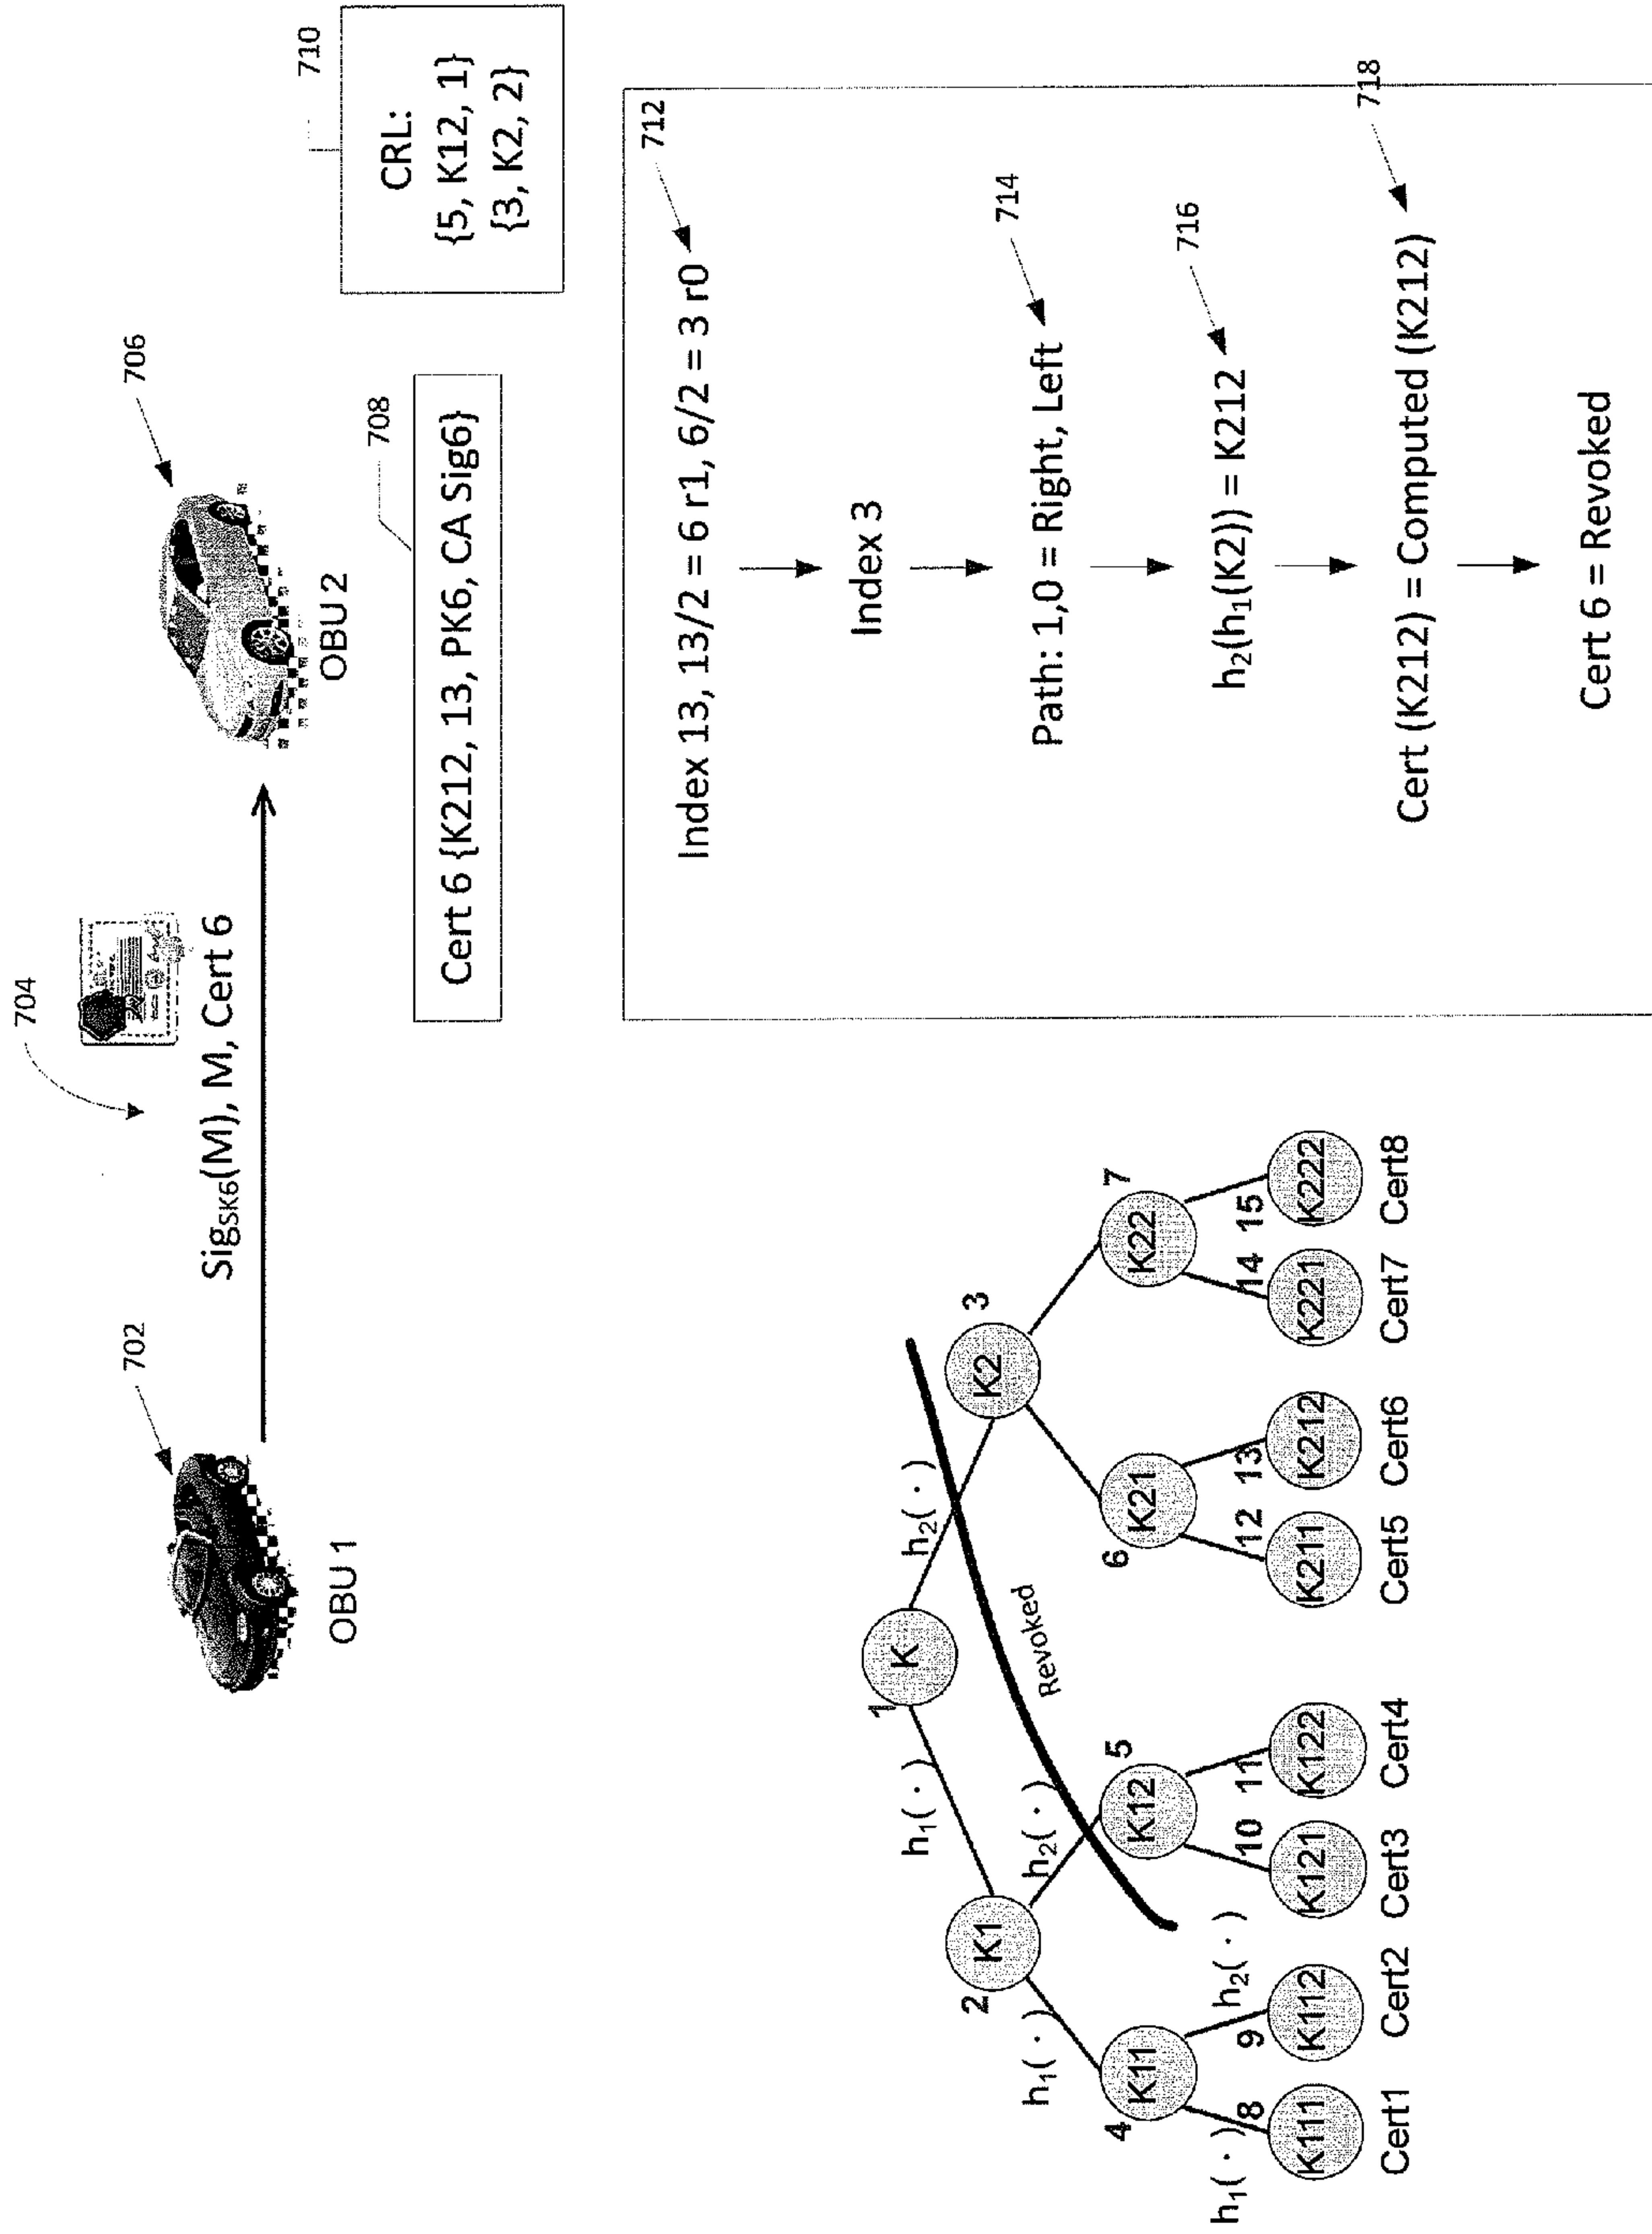 704
702
706
Sig_SK6(M), M, Cert 6
OBU 1
OBU 2
708
710
Cert 6 {K212, 13, PK6, CA Sig6}
CRL:
{5, K12, 1}
{3, K2, 2}
712
Index 13, 13/2 = 6 r1, 6/2 = 3 r0
Index 3
714
Path: 1,0 = Right, Left
716
h₂(h₁(K2)) = K212
718
Cert (K212) = Computed (K212)
Cert 6 = Revoked
1
K
h₁( · )
h₂( · )
2
K1
3
K2
Revoked
h₁( · )
h₂( · )
4
K11
K12
5
6
K21
K22
7
h₁( · )
8
9
h₂( · )
10
11
12
13
14
15
K111
K112
K121
K122
K211
K212
K221
K222
Cert1
Cert2
Cert3
Cert4
Cert5
Cert6
Cert7
Cert8